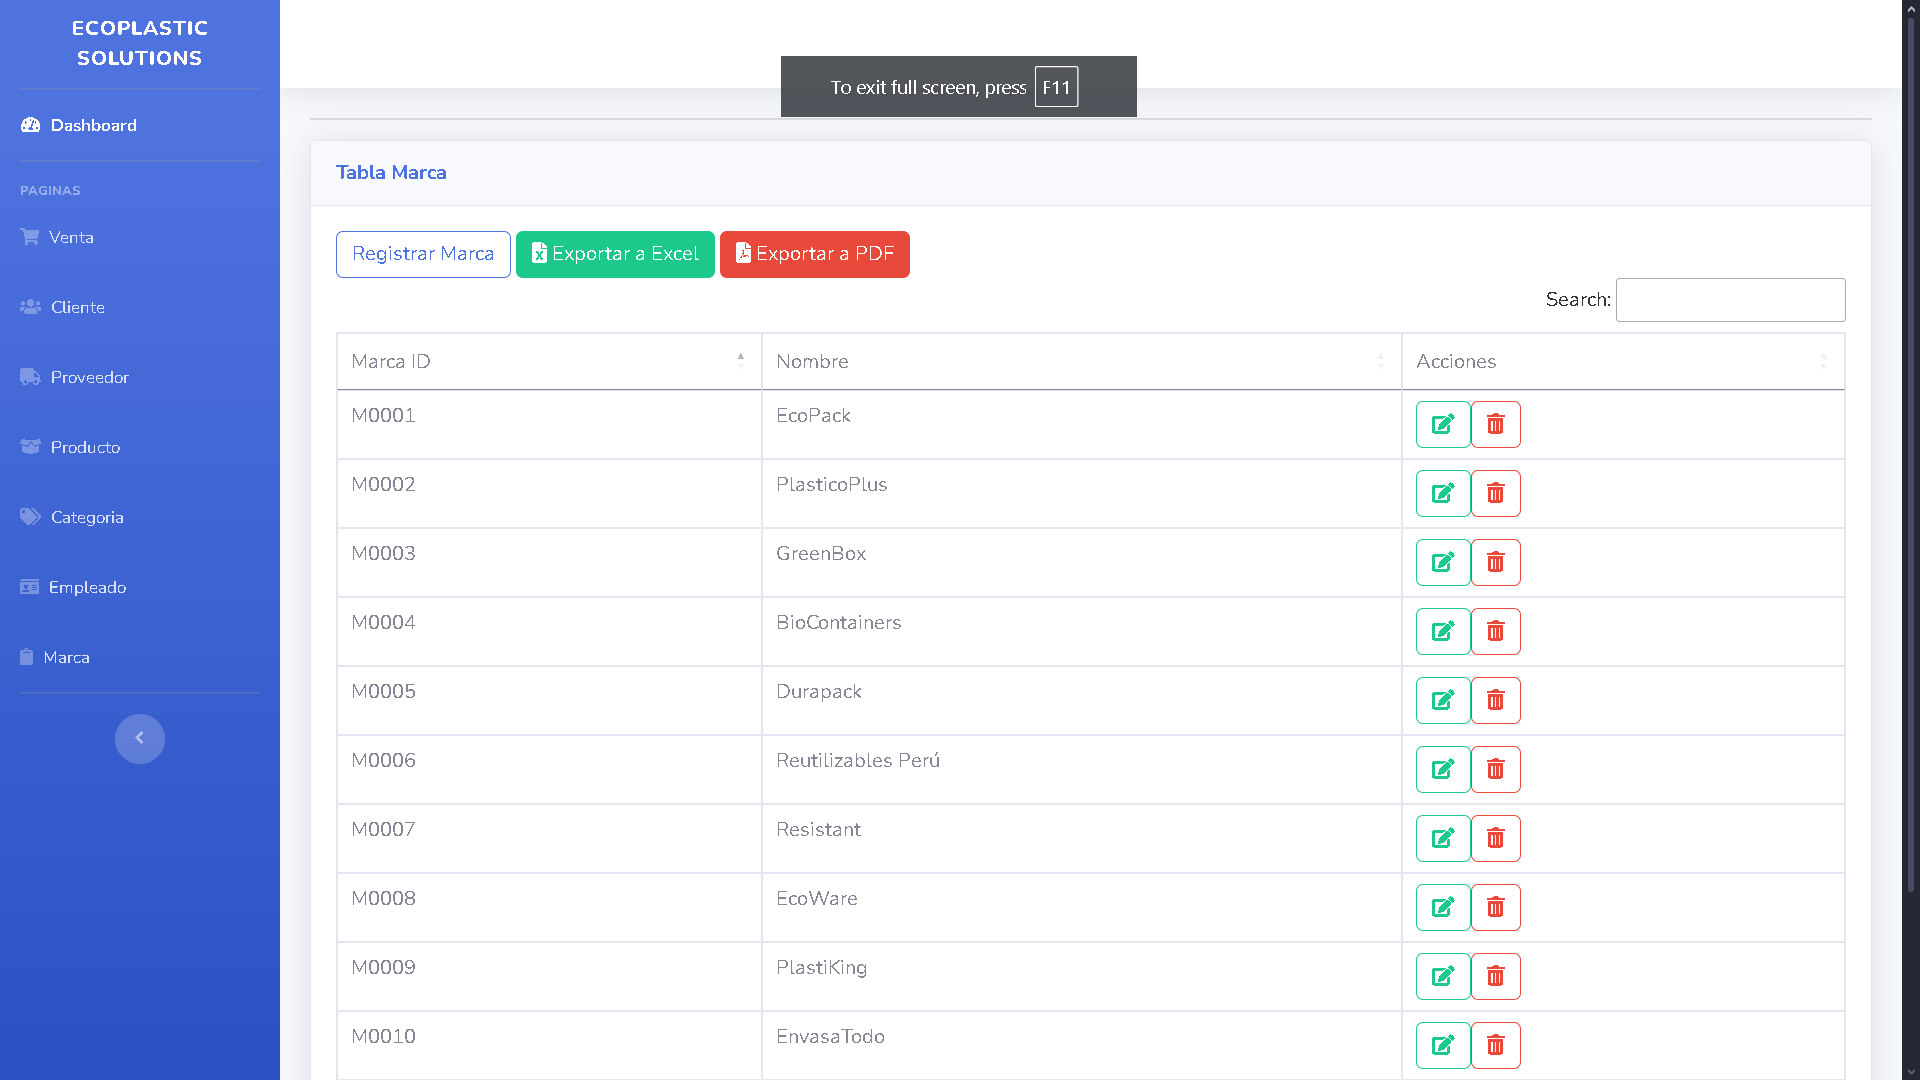 ECOPLASTIC
SOLUTIONS
Dashboard
PAGINAS
Venta
Cliente
Proveedor
Producto
Categoria
Empleado
Marca
To exit full screen, press F11
Tabla Marca
Registrar Marca Exportar a Excel Exportar a PDF
Search:
Marca ID Nombre Acciones
M0001 EcoPack
M0002 PlasticoPlus
M0003 GreenBox
M0004 BioContainers
M0005 Durapack
M0006 Reutilizables Perú
M0007 Resistant
M0008 EcoWare
M0009 PlastiKing
M0010 EnvasaTodo